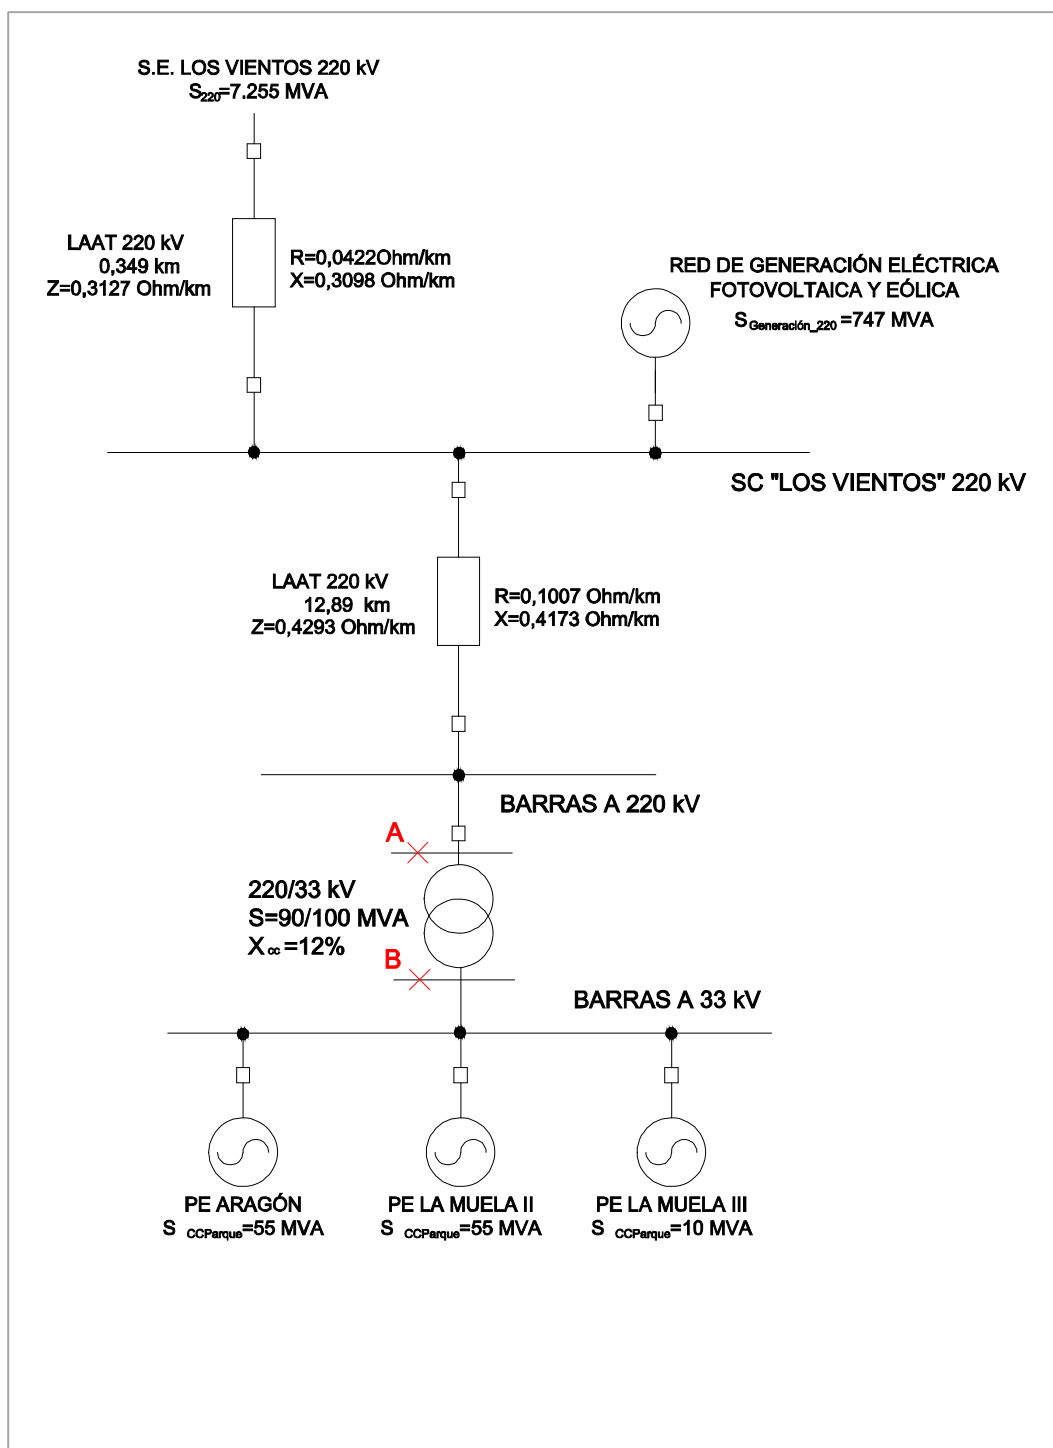 S.E. LOS VIENTOS 220 kV
S220=7.255 MVA
LAAT 220 kV
0,349 km
Z=0,3127 Ohm/km
R=0,0422Ohm/km
X=0,3098 Ohm/km
RED DE GENERACIÓN ELÉCTRICA
FOTOVOLTAICA Y EÓLICA
S Generación_220 =747 MVA
SC "LOS VIENTOS" 220 kV
LAAT 220 kV
12,89 km
Z=0,4293 Ohm/km
R=0,1007 Ohm/km
X=0,4173 Ohm/km
BARRAS A 220 kV
A
220/33 kV
S=90/100 MVA
X cc =12%
B
BARRAS A 33 kV
PE ARAGÓN
S CCParque=55 MVA
PE LA MUELA II
S CCParque=55 MVA
PE LA MUELA III
S CCParque=10 MVA